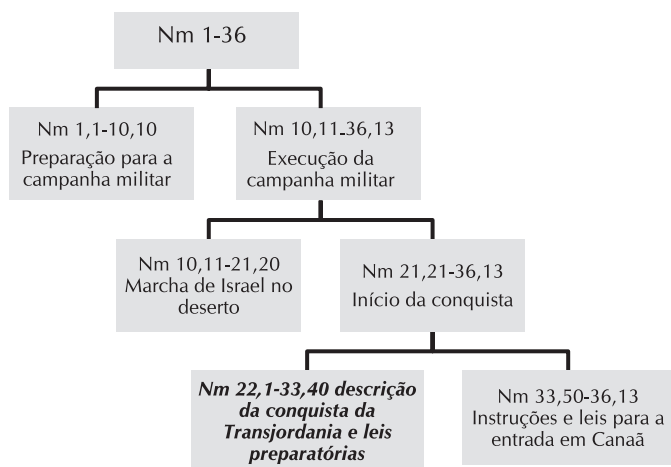 Nm 1-36
Nm 1,1-10,10
Preparação para a
campanha militar
Nm 10,11-36,13
Execução da
campanha militar
Nm 10,11-21,20
Marcha de Israel no
deserto
Nm 21,21-36,13
Início da conquista
Nm 22,1-33,40 descrição
da conquista da
Transjordania e leis
preparatórias
Nm 33,50-36,13
Instruções e leis para a
entrada em Canaã